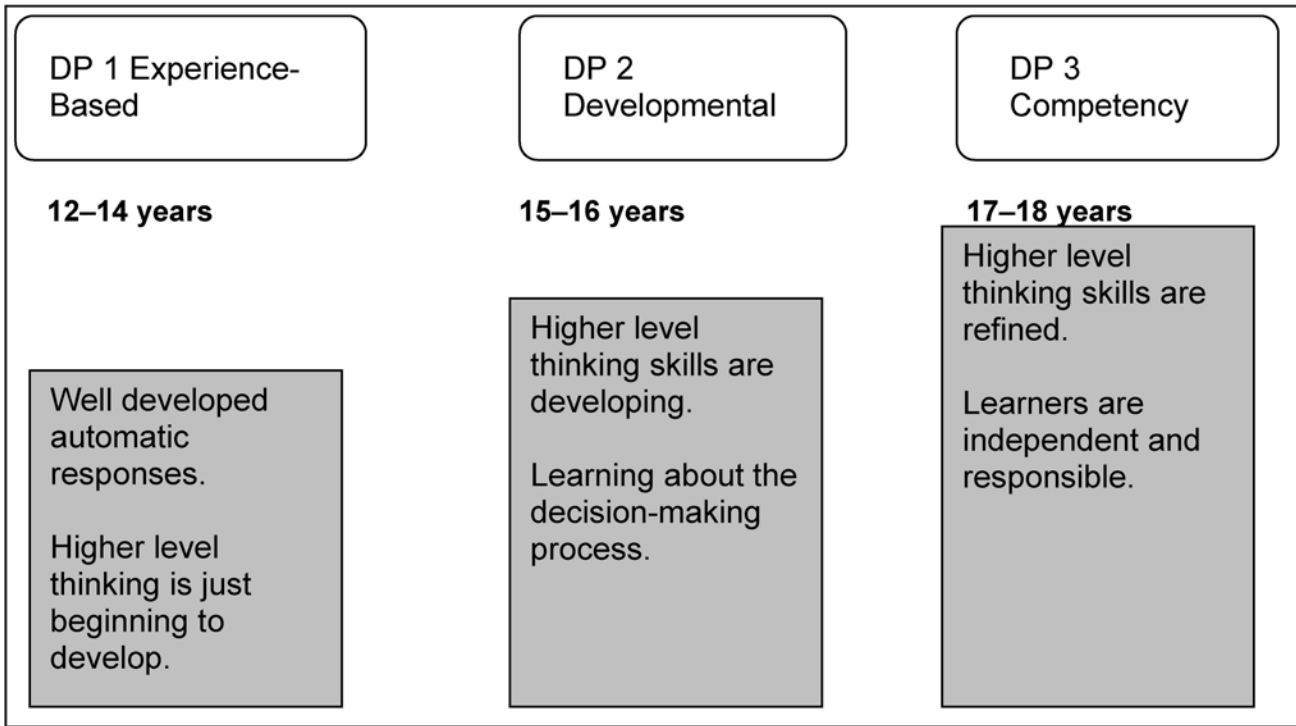 DP 1 Experience-
Based
DP 2
Developmental
DP 3
Competency
12–14 years
15–16 years
17–18 years
Well developed
automatic
responses.
Higher level
thinking is just
beginning to
develop.
Higher level
thinking skills are
developing.
Learning about the
decision-making
process.
Higher level
thinking skills are
refined.
Learners are
independent and
responsible.